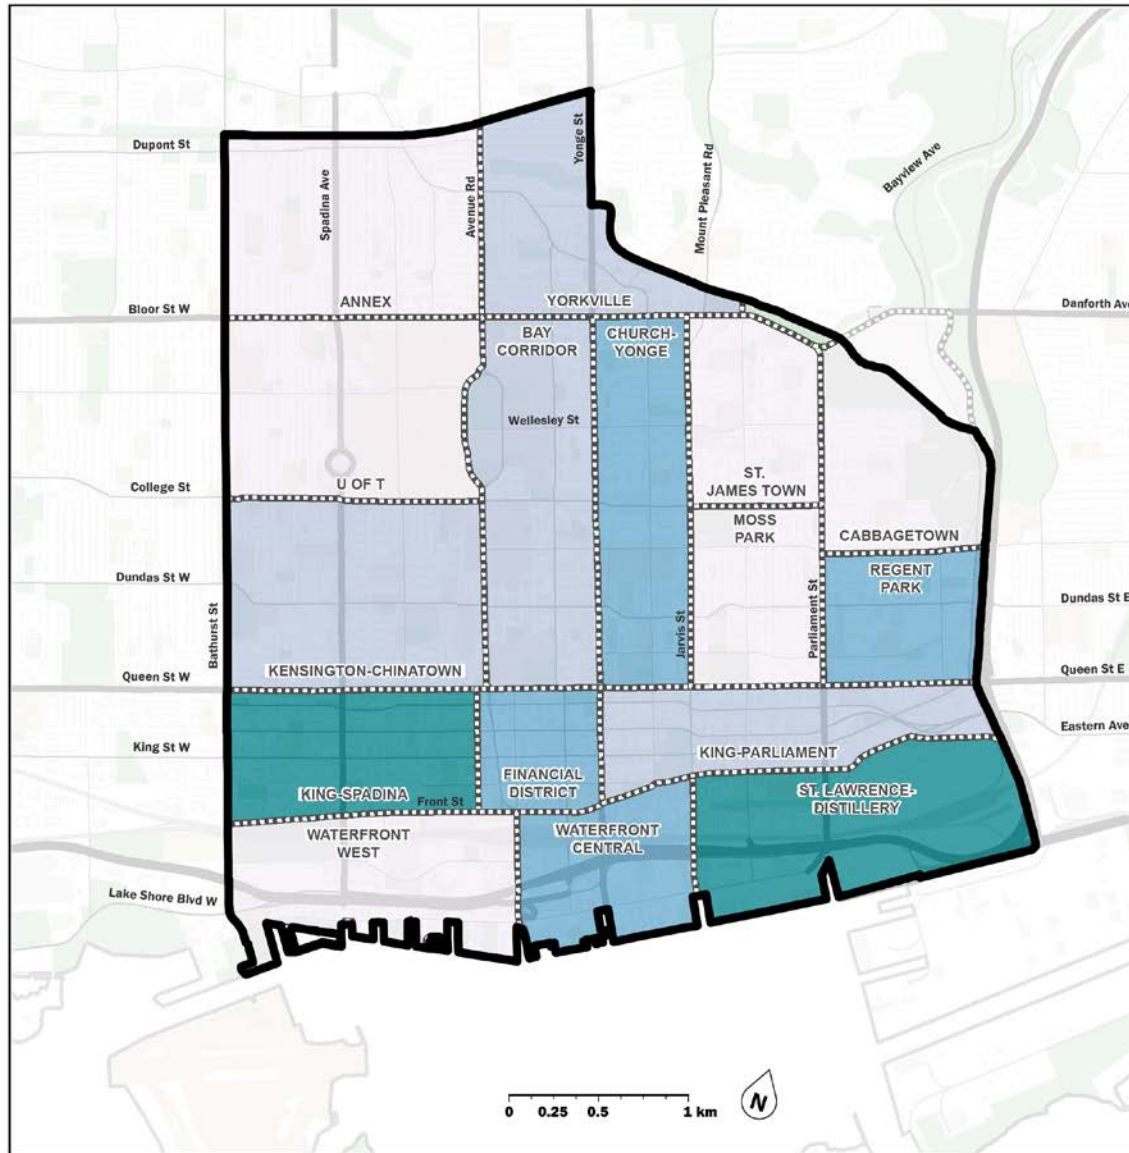 Dupont St
Spadina Ave
Avenue Rd
Yonge St
Mount Pleasant Rd
Bayview Ave
Bloor St W
ANNEX
YORKVILLE
Danforth Ave
BAY
CORRIDOR
CHURCH-
YONGE
Wellesley St
College St
U OF T
ST.
JAMES TOWN
MOSS
PARK
CABBAGETOWN
REGENT
PARK
Dundas St W
Bathurst St
Jarvis St
Parliament St
Dundas St E
Queen St W
KENSINGTON-CHINATOWN
Queen St E
King St W
KING-PARLIAMENT
Eastern Ave
KING-SPADINA
Front St
FINANCIAL
DISTRICT
ST. LAWRENCE-
DISTILLERY
WATERFRONT
WEST
WATERFRONT
CENTRAL
Lake Shore Blvd W
0 0.25 0.5 1 km
N